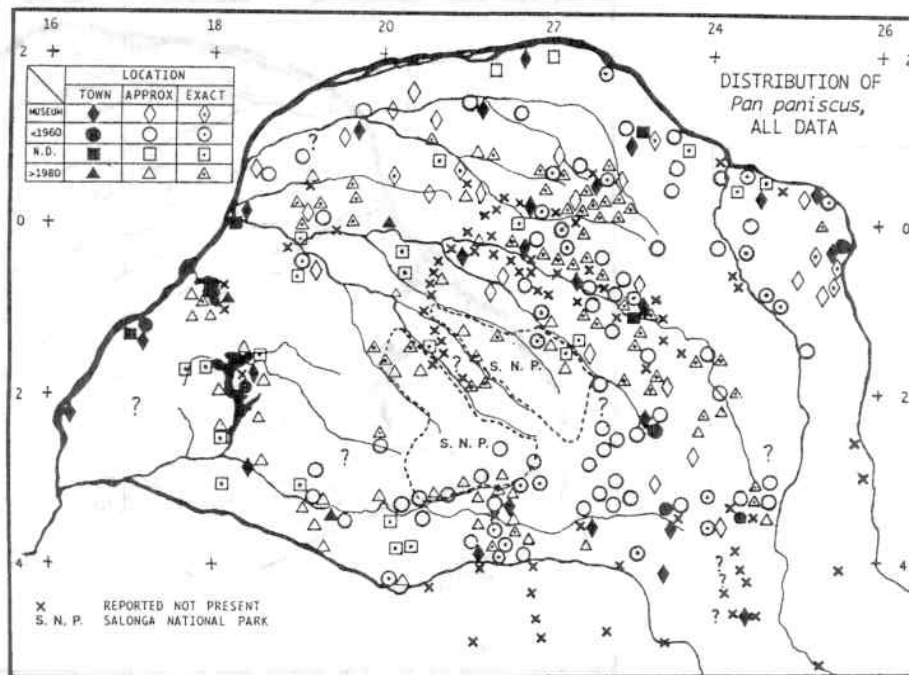 16 18 20 22 24 26
2 2
DISTRIBUTION OF
Pan paniscus,
ALL DATA
LOCATION
TOWN APPROX EXACT
MUSEUM
<1960
N.D.
>1980
?
0 0
?
S. N. P.
2 2
?
?
?
S. N. P.
?
4 4
?
?
?
X REPORTED NOT PRESENT
S. N. P. SALONGA NATIONAL PARK